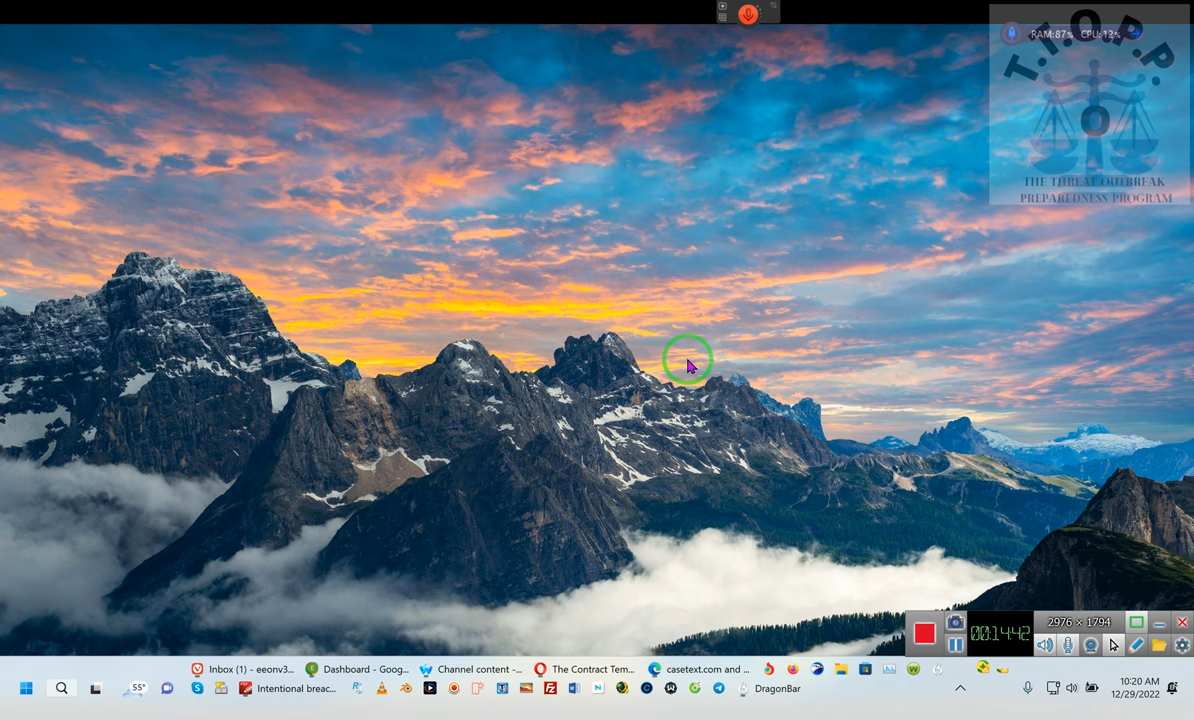 RAM:87% CPU:12%
T.T.O.P.P.
THE THREAT OUTBREAK
PREPAREDNESS PROGRAM
00:14:42
2976 × 1794
Inbox (1) - eeonv3...
Dashboard - Goog...
Channel content -...
The Contract Tem...
casetext.com and ...
55°
Intentional breac...
DragonBar
10:20 AM
12/29/2022